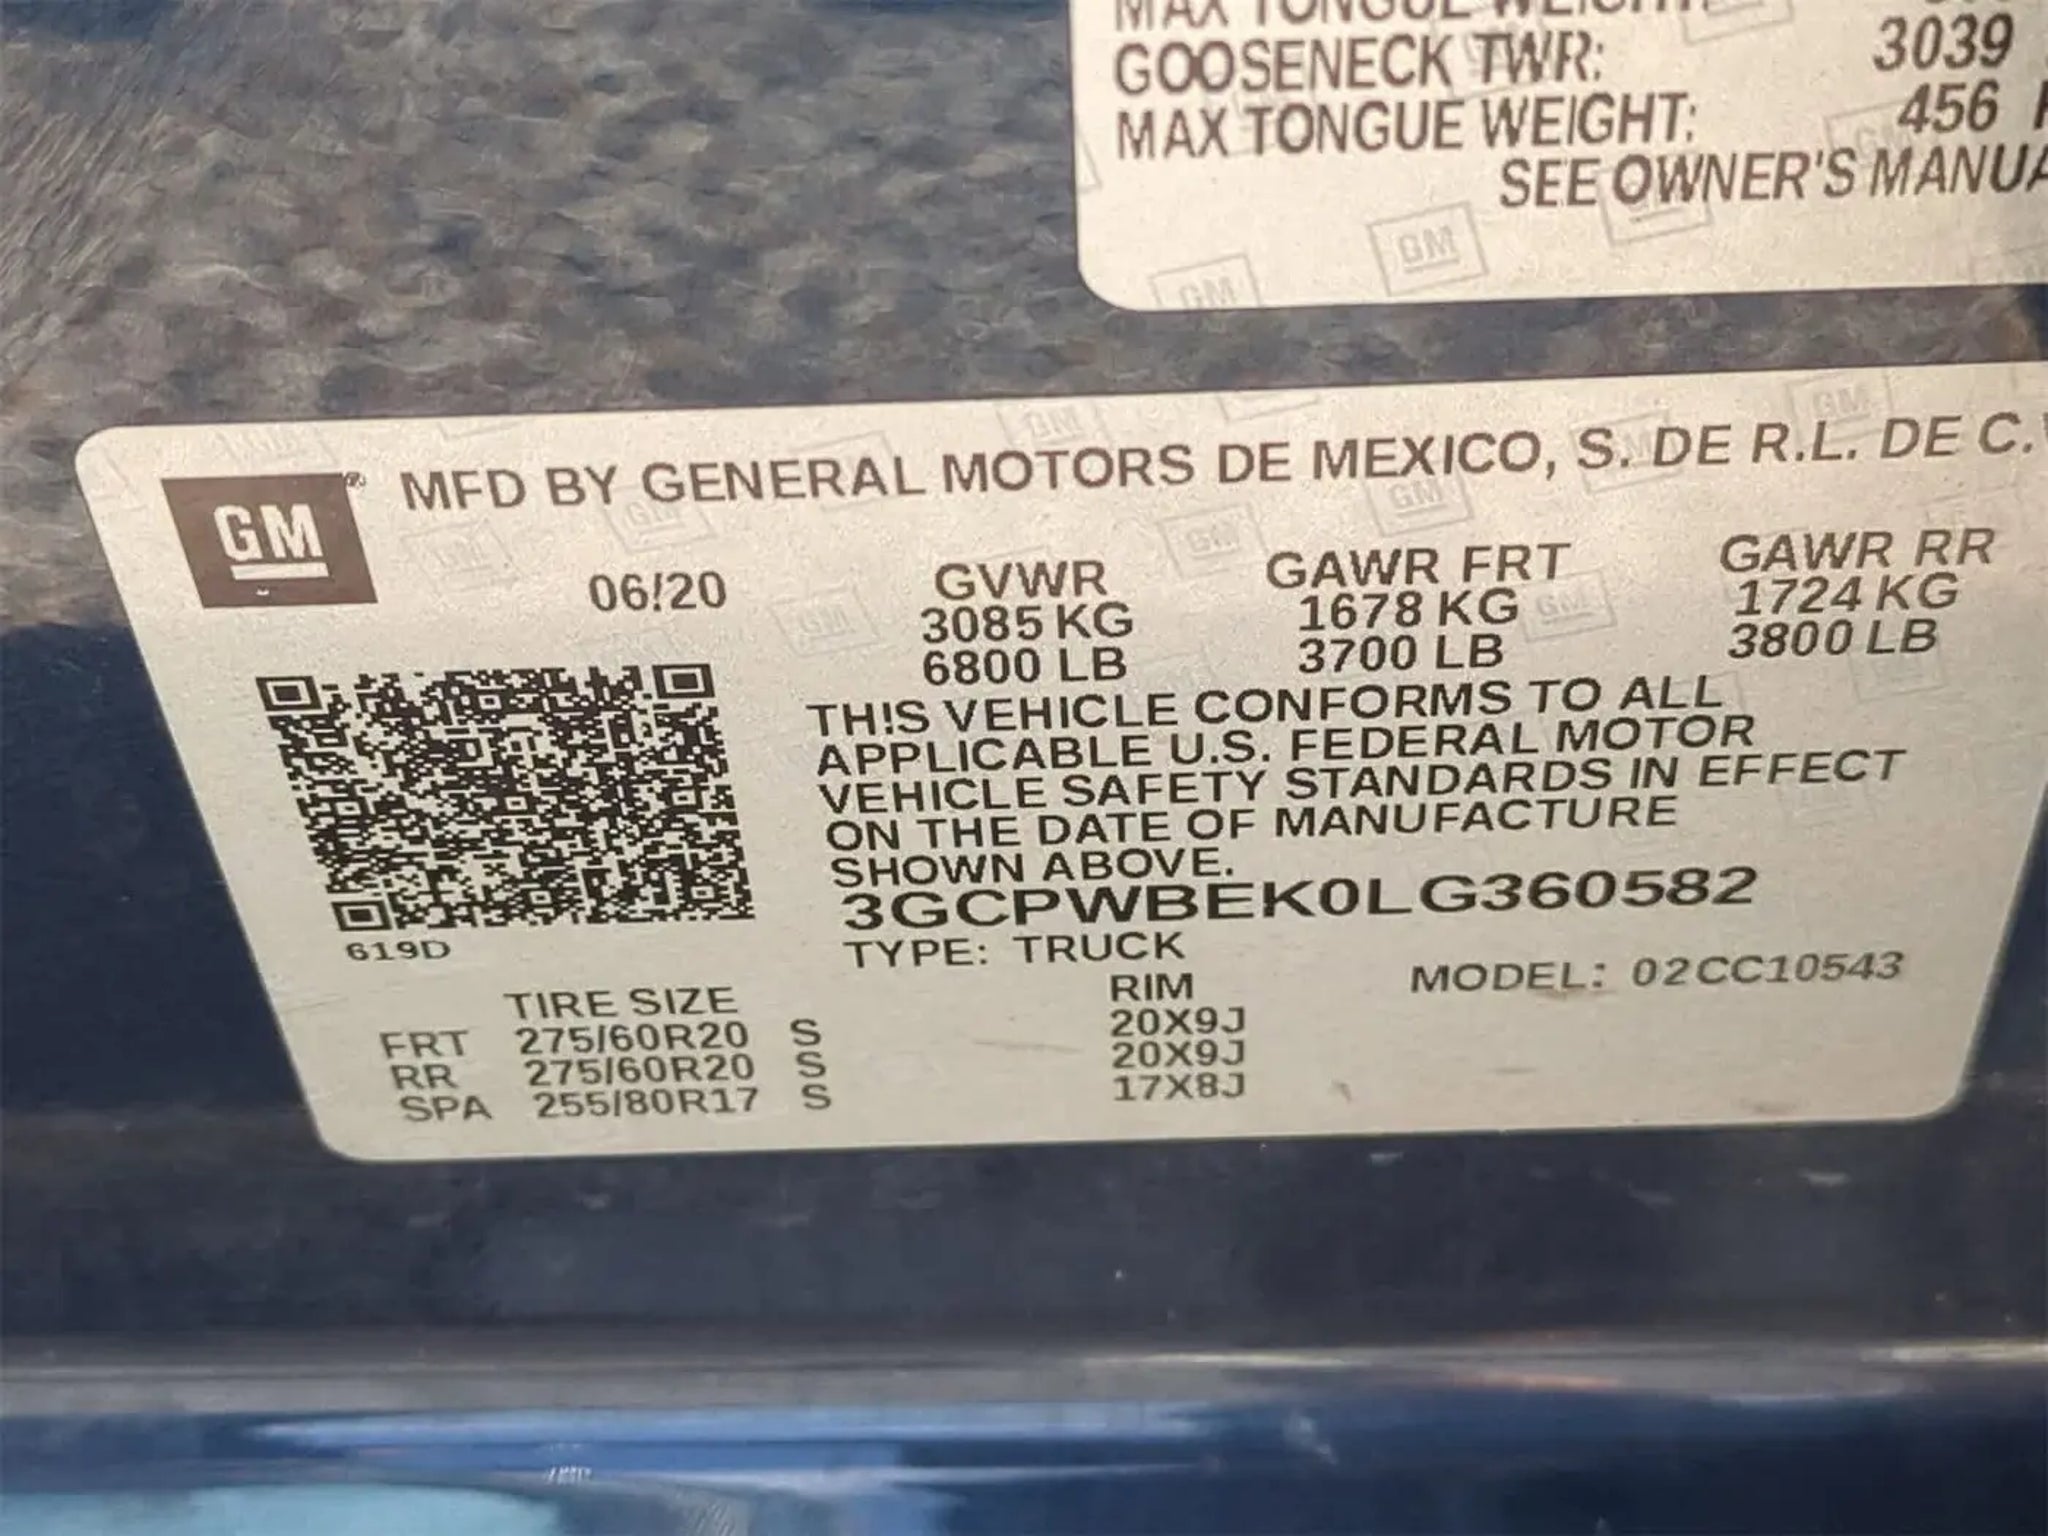 MAX TONGUE WEIGHT:
GOOSENECK TWR: 3039
MAX TONGUE WEIGHT: 456
SEE OWNER'S
GM
MFD BY GENERAL MOTORS DE MEXICO, S. DE R.L. DE
06/20
GVWR GAWR FRT GAWR RR
3085 KG 1678 KG 1724 KG
6800 LB 3700 LB 3800 LB
THIS VEHICLE CONFORMS TO ALL
APPLICABLE U.S. FEDERAL MOTOR
VEHICLE SAFETY STANDARDS IN EFFECT
ON THE DATE OF MANUFACTURE
SHOWN ABOVE.
3GCPWBEK0LG360582
619D
TYPE: TRUCK
MODEL: 02CC10543
TIRE SIZE RIM
FRT 275/60R20 S 20X9J
RR 275/60R20 S 20X9J
SPA 255/80R17 S 17X8J